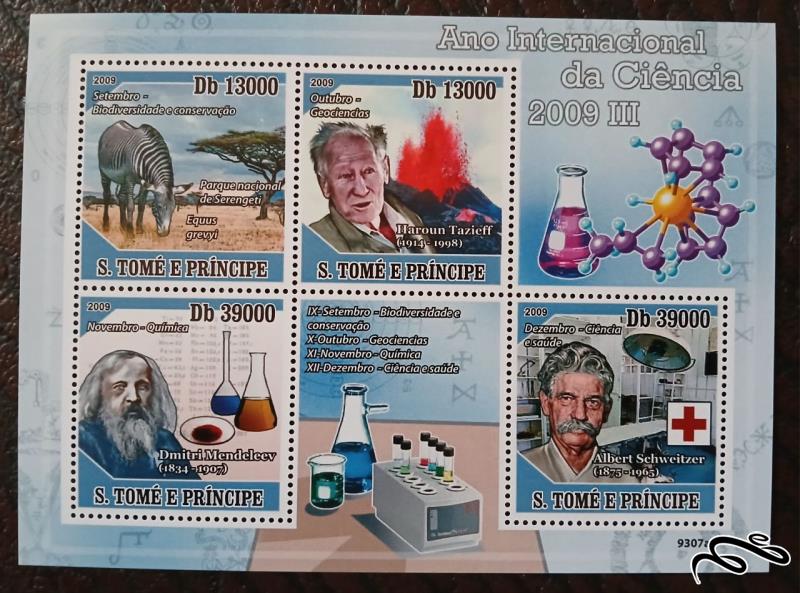 Ano Internacional
da Ciência
2009 III
2009
Db 13000
Setembro -
Biodiversidade e conservação
Parque nacional
de Serengeti
Equus
grevyi
S. TOMÉ E PRÍNCIPE
2009
Db 13000
Outubro -
Geociencias
Haroun Tazieff
(1914 - 1998)
S. TOMÉ E PRÍNCIPE
2009
Db 39000
Novembro - Química
Dmitri Mendeleev
(1834 -1907)
S. TOMÉ E PRÍNCIPE
IX-Setembro - Biodiversidade e
conservação
X-Outubro - Geociencias
XI-Novembro - Química
XII-Dezembro - Ciência e saúde
2009
Db 39000
Dezembro - Ciência
e saúde
Albert Schweitzer
(1875 -1965)
S. TOMÉ E PRÍNCIPE
9307a